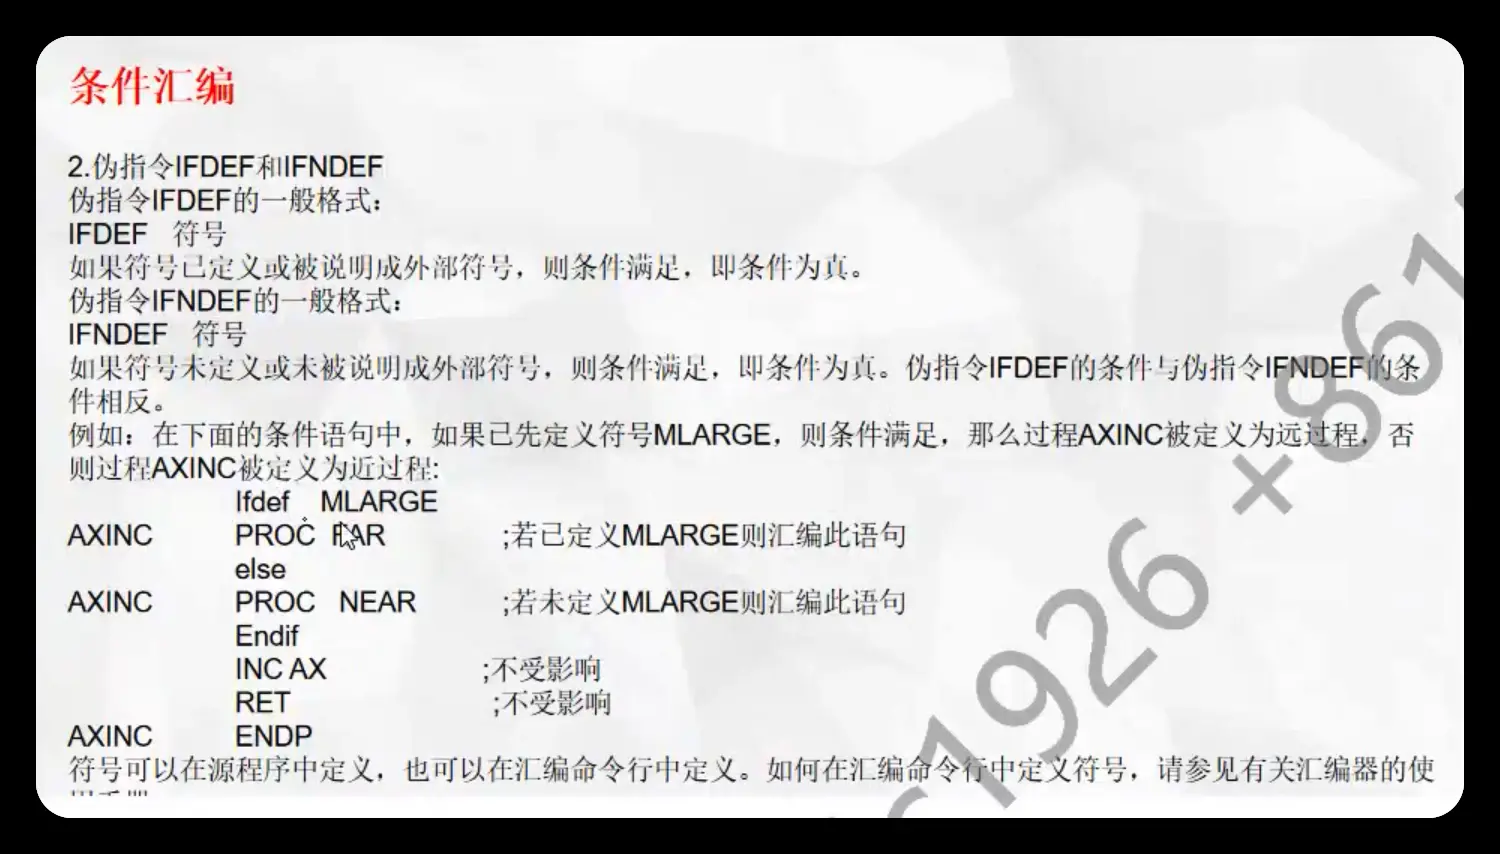 条件汇编
2.伪指令IFDEF和IFNDEF
伪指令IFDEF的一般格式：
IFDEF 符号
如果符号已定义或被说明成外部符号，则条件满足，即条件为真。
伪指令IFNDEF的一般格式：
IFNDEF 符号
如果符号未定义或未被说明成外部符号，则条件满足，即条件为真。伪指令IFDEF的条件与伪指令IFNDEF的条
件相反。
例如：在下面的条件语句中，如果已先定义符号MLARGE，则条件满足，那么过程AXINC被定义为远过程，否
则过程AXINC被定义为近过程:
Ifdef MLARGE
AXINC PROC FAR ;若已定义MLARGE则汇编此语句
else
AXINC PROC NEAR ;若未定义MLARGE则汇编此语句
Endif
INC AX ;不受影响
RET ;不受影响
AXINC ENDP
符号可以在源程序中定义，也可以在汇编命令行中定义。如何在汇编命令行中定义符号，请参见有关汇编器的使
1926 +861